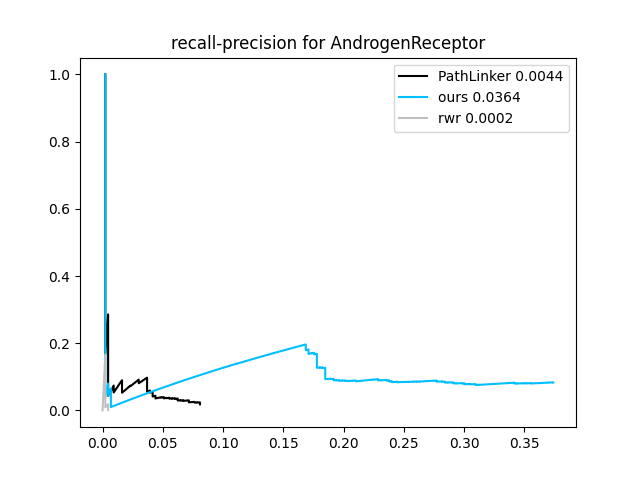 recall-precision for AndrogenReceptor
PathLinker 0.0044
ours 0.0364
rwr 0.0002
1.0
0.8
0.6
0.4
0.2
0.0
0.00 0.05 0.10 0.15 0.20 0.25 0.30 0.35